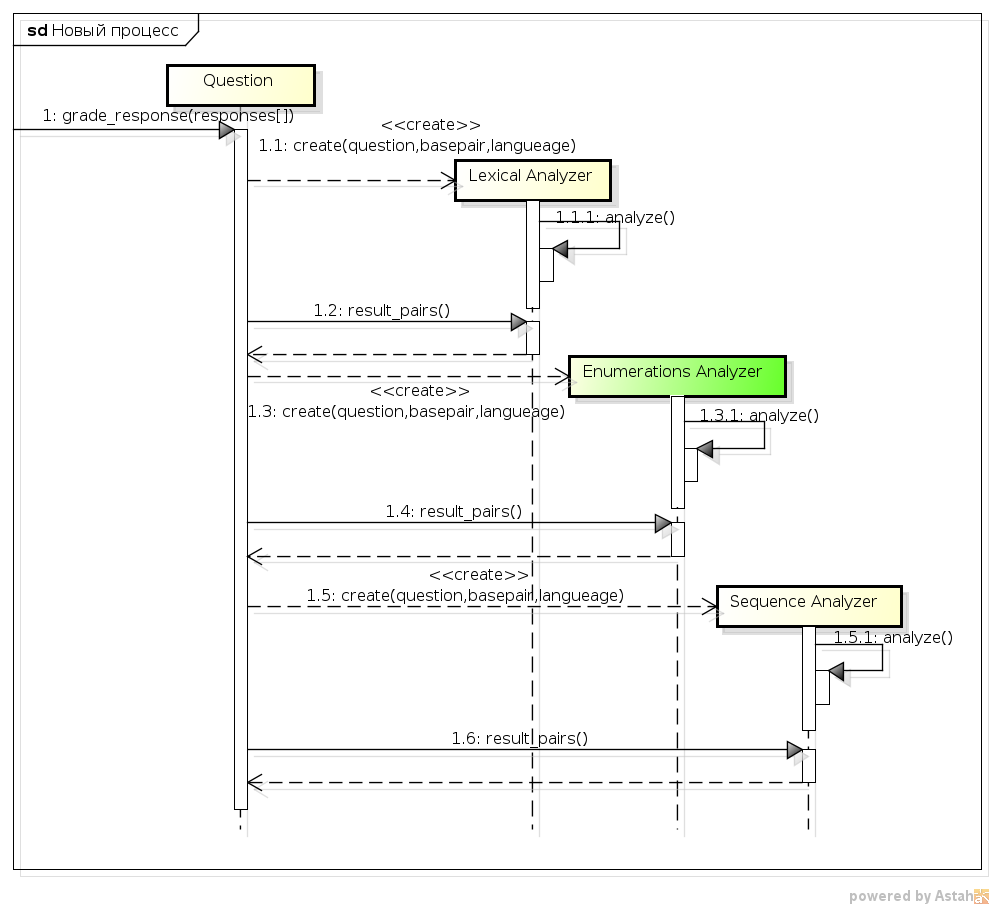 sd Новый процесс
Question
1: grade_response(responses[])
<<create>>
1.1: create(question,basepair,langueage)
Lexical Analyzer
1.1.1: analyze()
1.2: result_pairs()
Enumerations Analyzer
<<create>>
1.3: create(question,basepair,langueage)
1.3.1: analyze()
1.4: result_pairs()
<<create>>
1.5: create(question,basepair,langueage)
Sequence Analyzer
1.5.1: analyze()
1.6: result_pairs()
powered by Astah